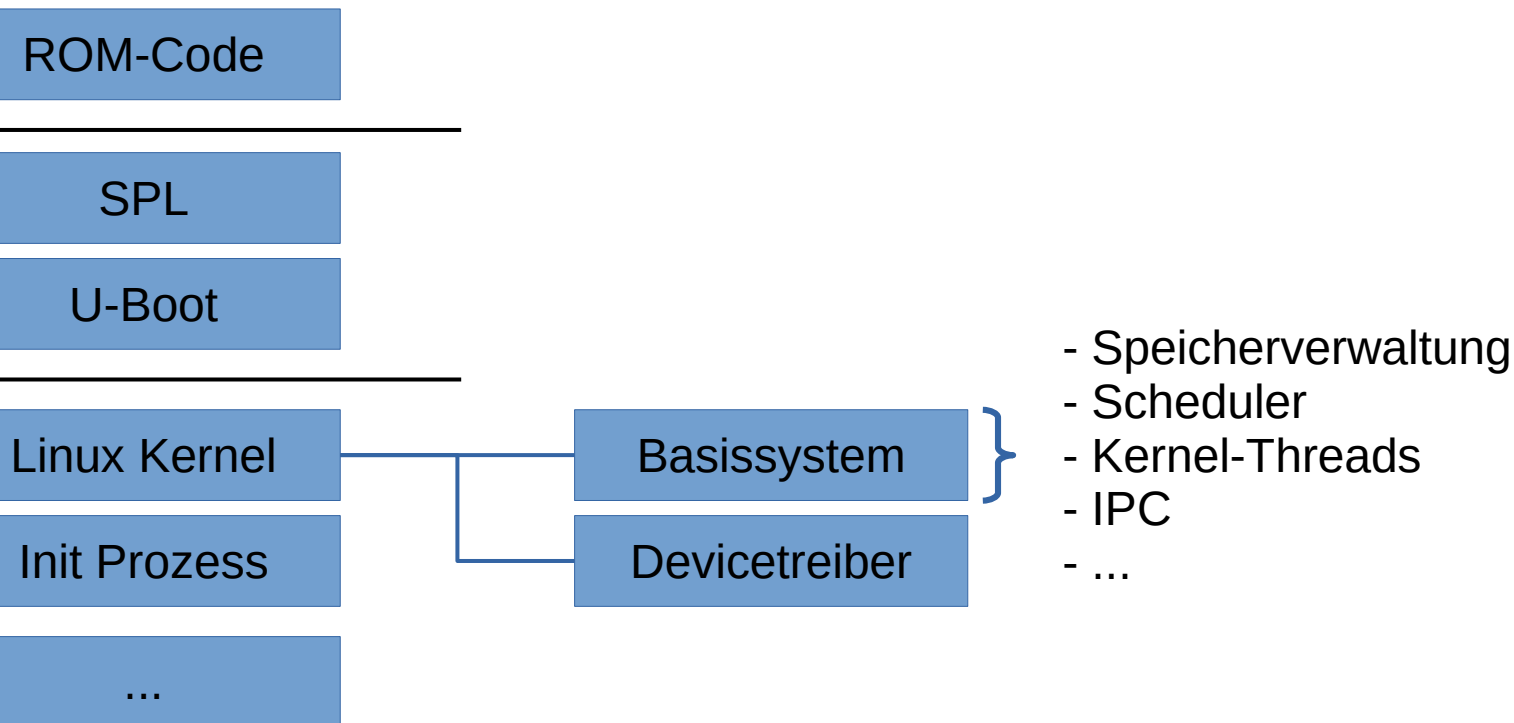 ROM-Code
SPL
U-Boot
Linux Kernel
Init Prozess
...
Basissystem
Devicetreiber
- Speicherverwaltung
- Scheduler
- Kernel-Threads
- IPC
- ...